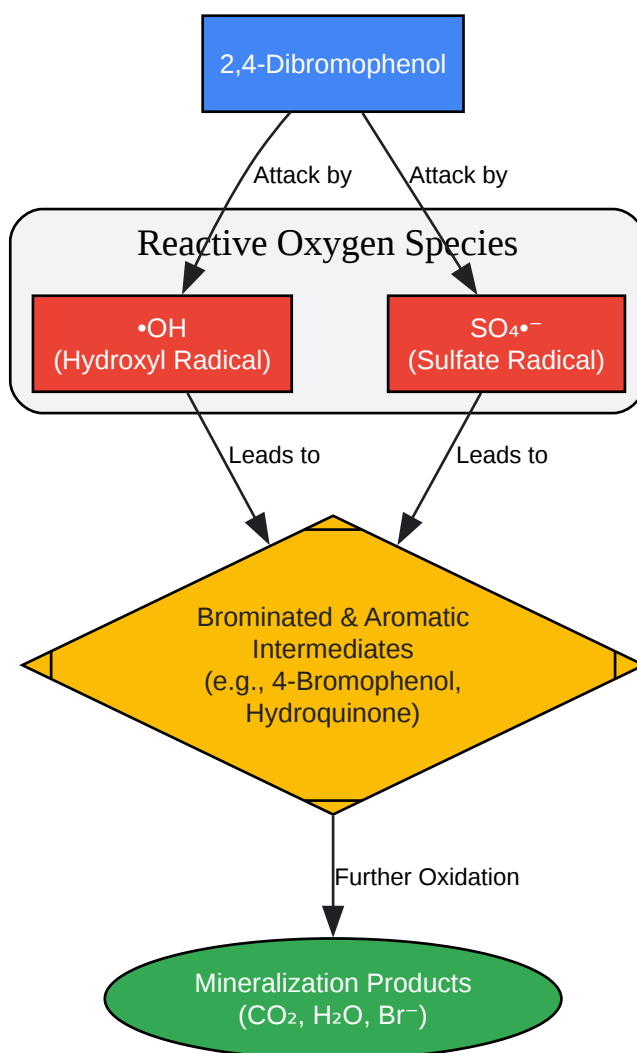 2,4-Dibromophenol
Attack by
Attack by
Reactive Oxygen Species
•OH
(Hydroxyl Radical)
SO₄•⁻
(Sulfate Radical)
Leads to
Leads to
Brominated & Aromatic
Intermediates
(e.g., 4-Bromophenol,
Hydroquinone)
Further Oxidation
Mineralization Products
(CO₂, H₂O, Br⁻)